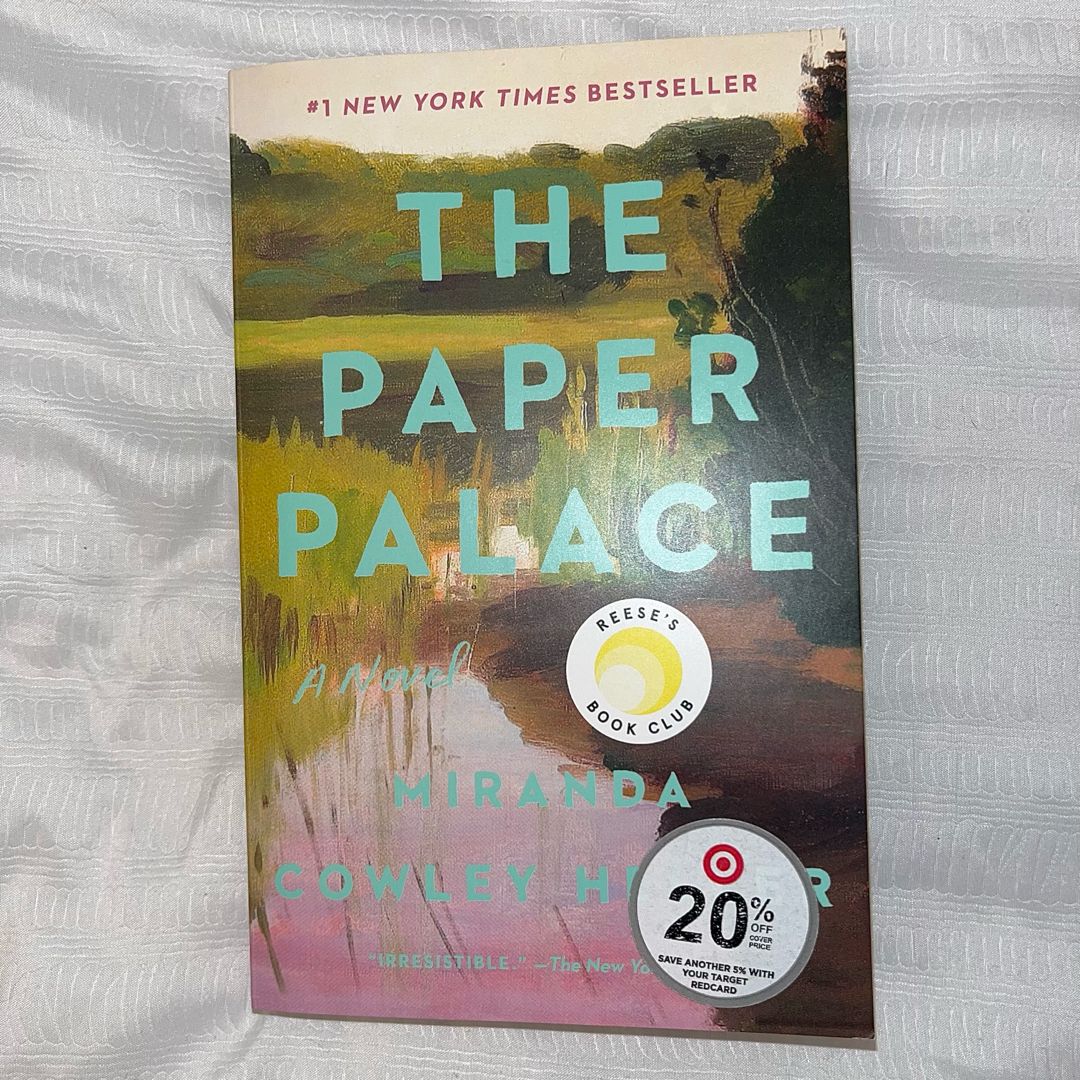 #1 NEW YORK TIMES BESTSELLER
THE
PAPER
PALACE
A Novel
REESE'S
BOOK CLUB
MIRANDA
COWLEY
"IRRESISTIBLE." —The New
20% OFF
COVER
PRICE
SAVE ANOTHER 5% WITH
YOUR TARGET
REDCARD